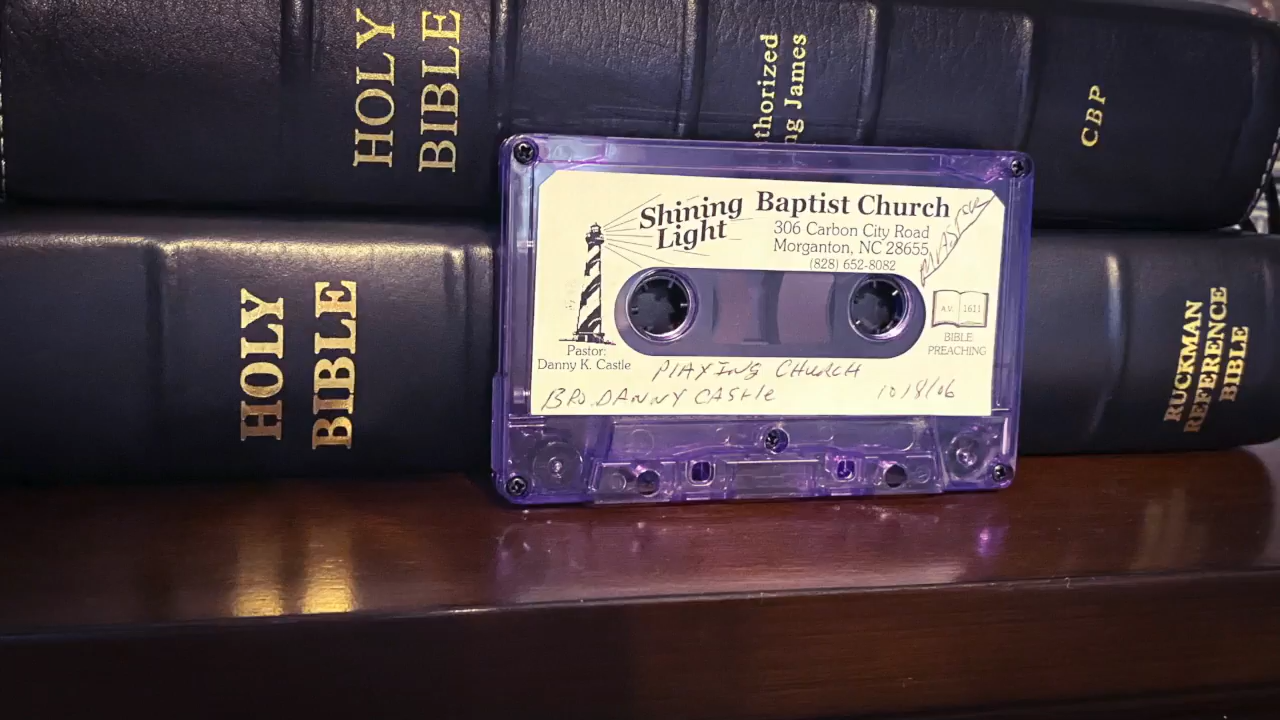 HOLY
BIBLE
thorized
ng James
CBP
HOLY
BIBLE
RUCKMAN
REFERENCE
BIBLE
Shining
Light
Baptist Church
306 Carbon City Road
Morganton, NC 28655
(828) 652-8082
MASTER
A.V. 1611
BIBLE
PREACHING
Pastor:
Danny K. Castle
PlAYING CHURCH
BRO. DANNY CASTLE 10/8/06